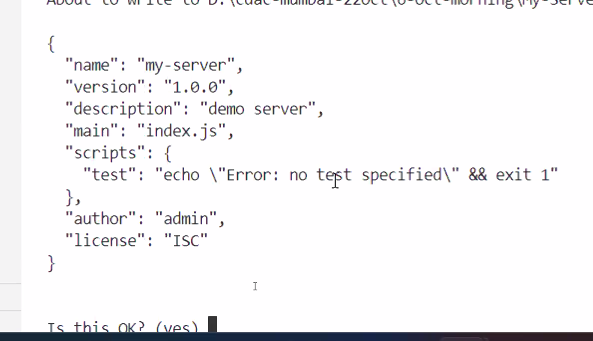 About to write to D:\cdac-mumbai-22oct\6-oct-morning\My-Serve
{
"name": "my-server",
"version": "1.0.0",
"description": "demo server",
"main": "index.js",
"scripts": {
"test": "echo \"Error: no test specified\" && exit 1"
},
"author": "admin",
"license": "ISC"
}
Is this OK? (yes)